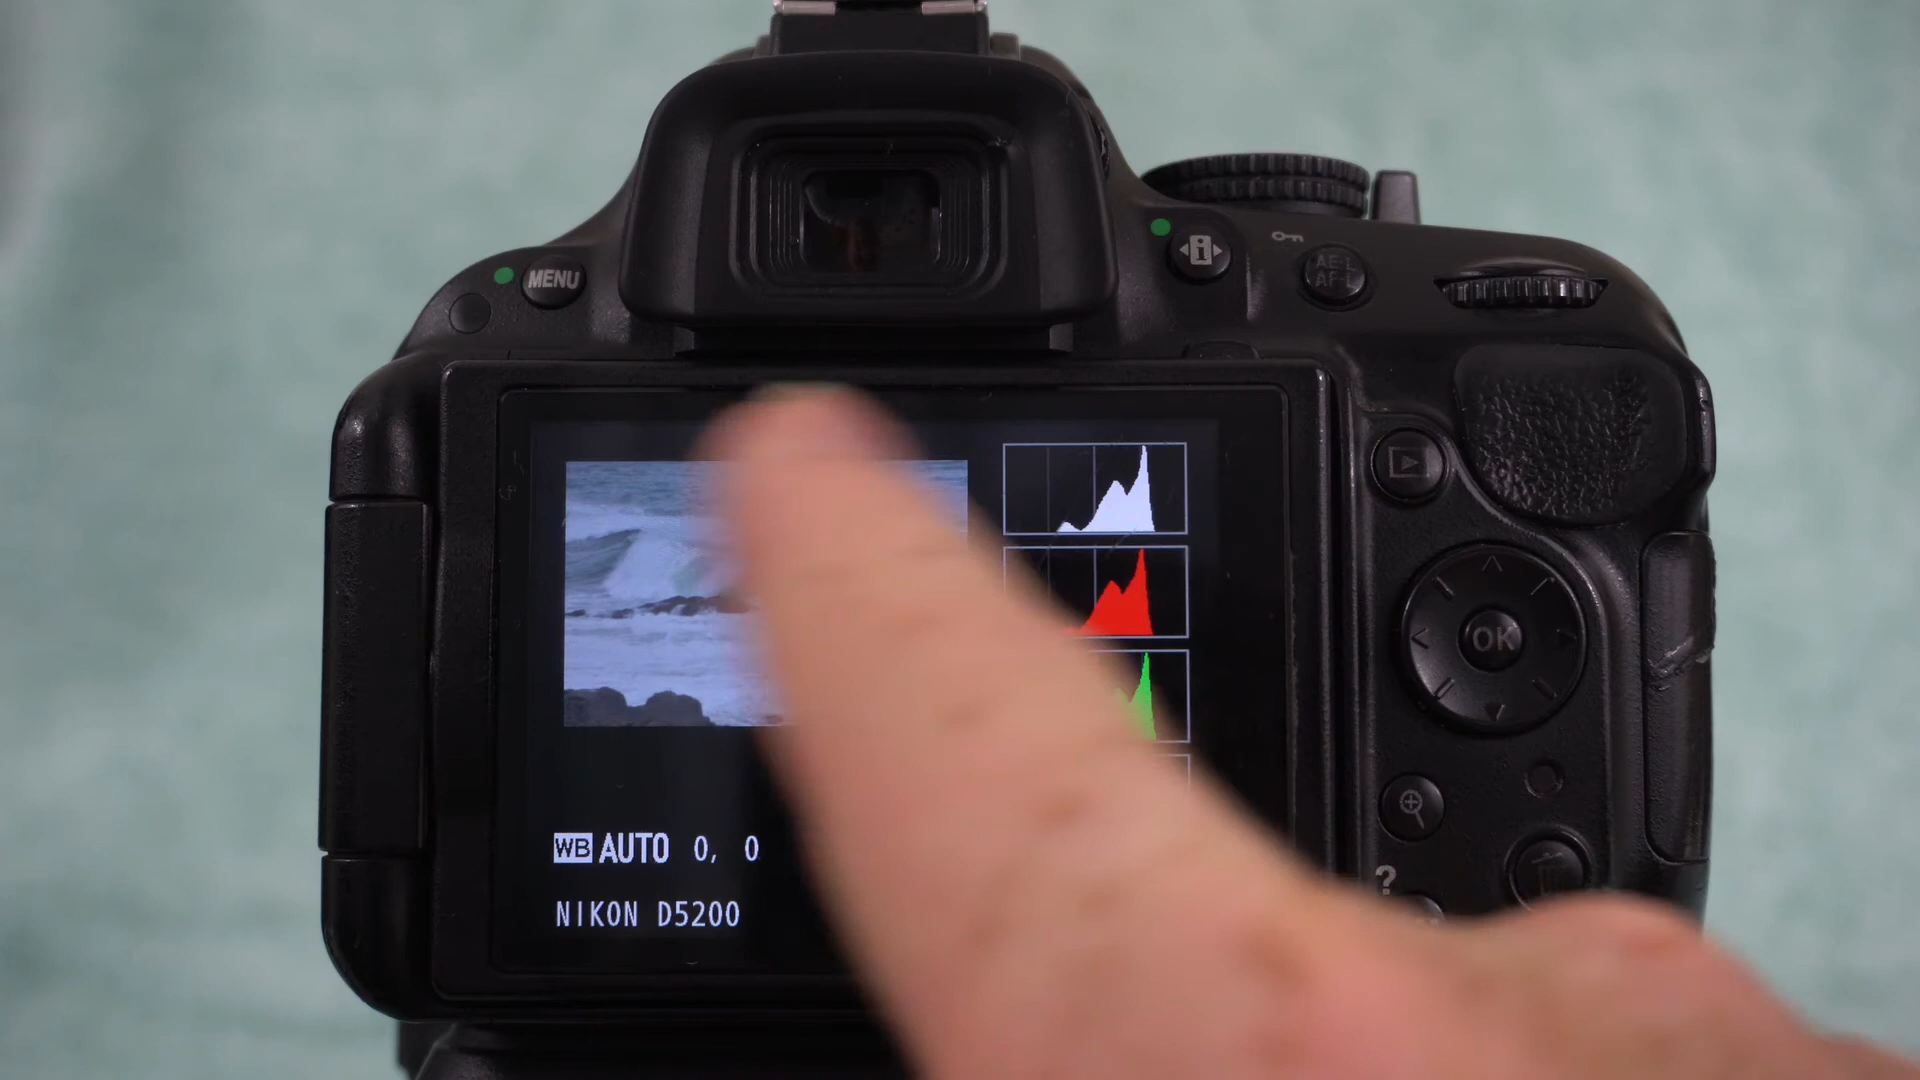 MENU
i
AE-L
AF-L
OK
?
WB AUTO 0, 0
NIKON D5200